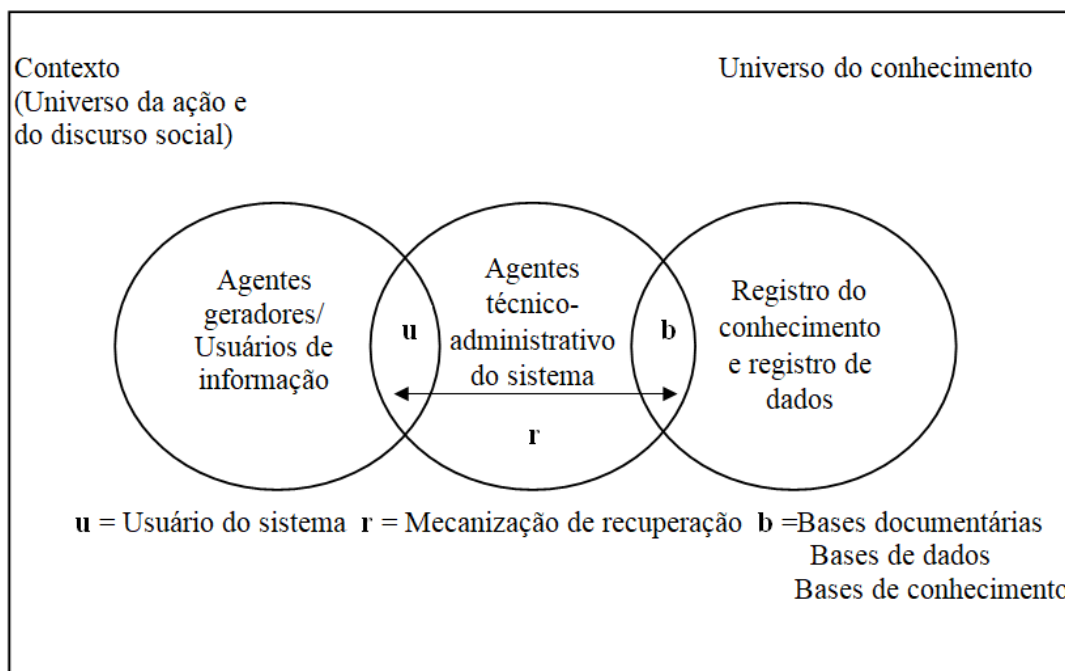 Contexto
(Universo da ação e
do discurso social)
Universo do conhecimento
Agentes
geradores/
Usuários de
informação
u
Agentes
técnico-
administrativo
do sistema
r
b
Registro do
conhecimento
e registro de
dados
u = Usuário do sistema r = Mecanização de recuperação b =Bases documentárias
Bases de dados
Bases de conhecimento